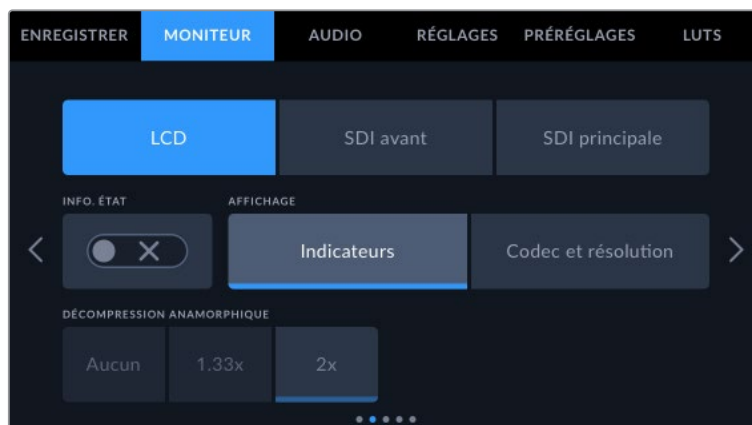 ENREGISTRER MONITEUR AUDIO RÉGLAGES PRÉRÉGLAGES LUTS
LCD SDI avant SDI principale
INFO. ÉTAT AFFICHAGE
Indicateurs Codec et résolution
DÉCOMPRESSION ANAMORPHIQUE
Aucun 1.33x 2x